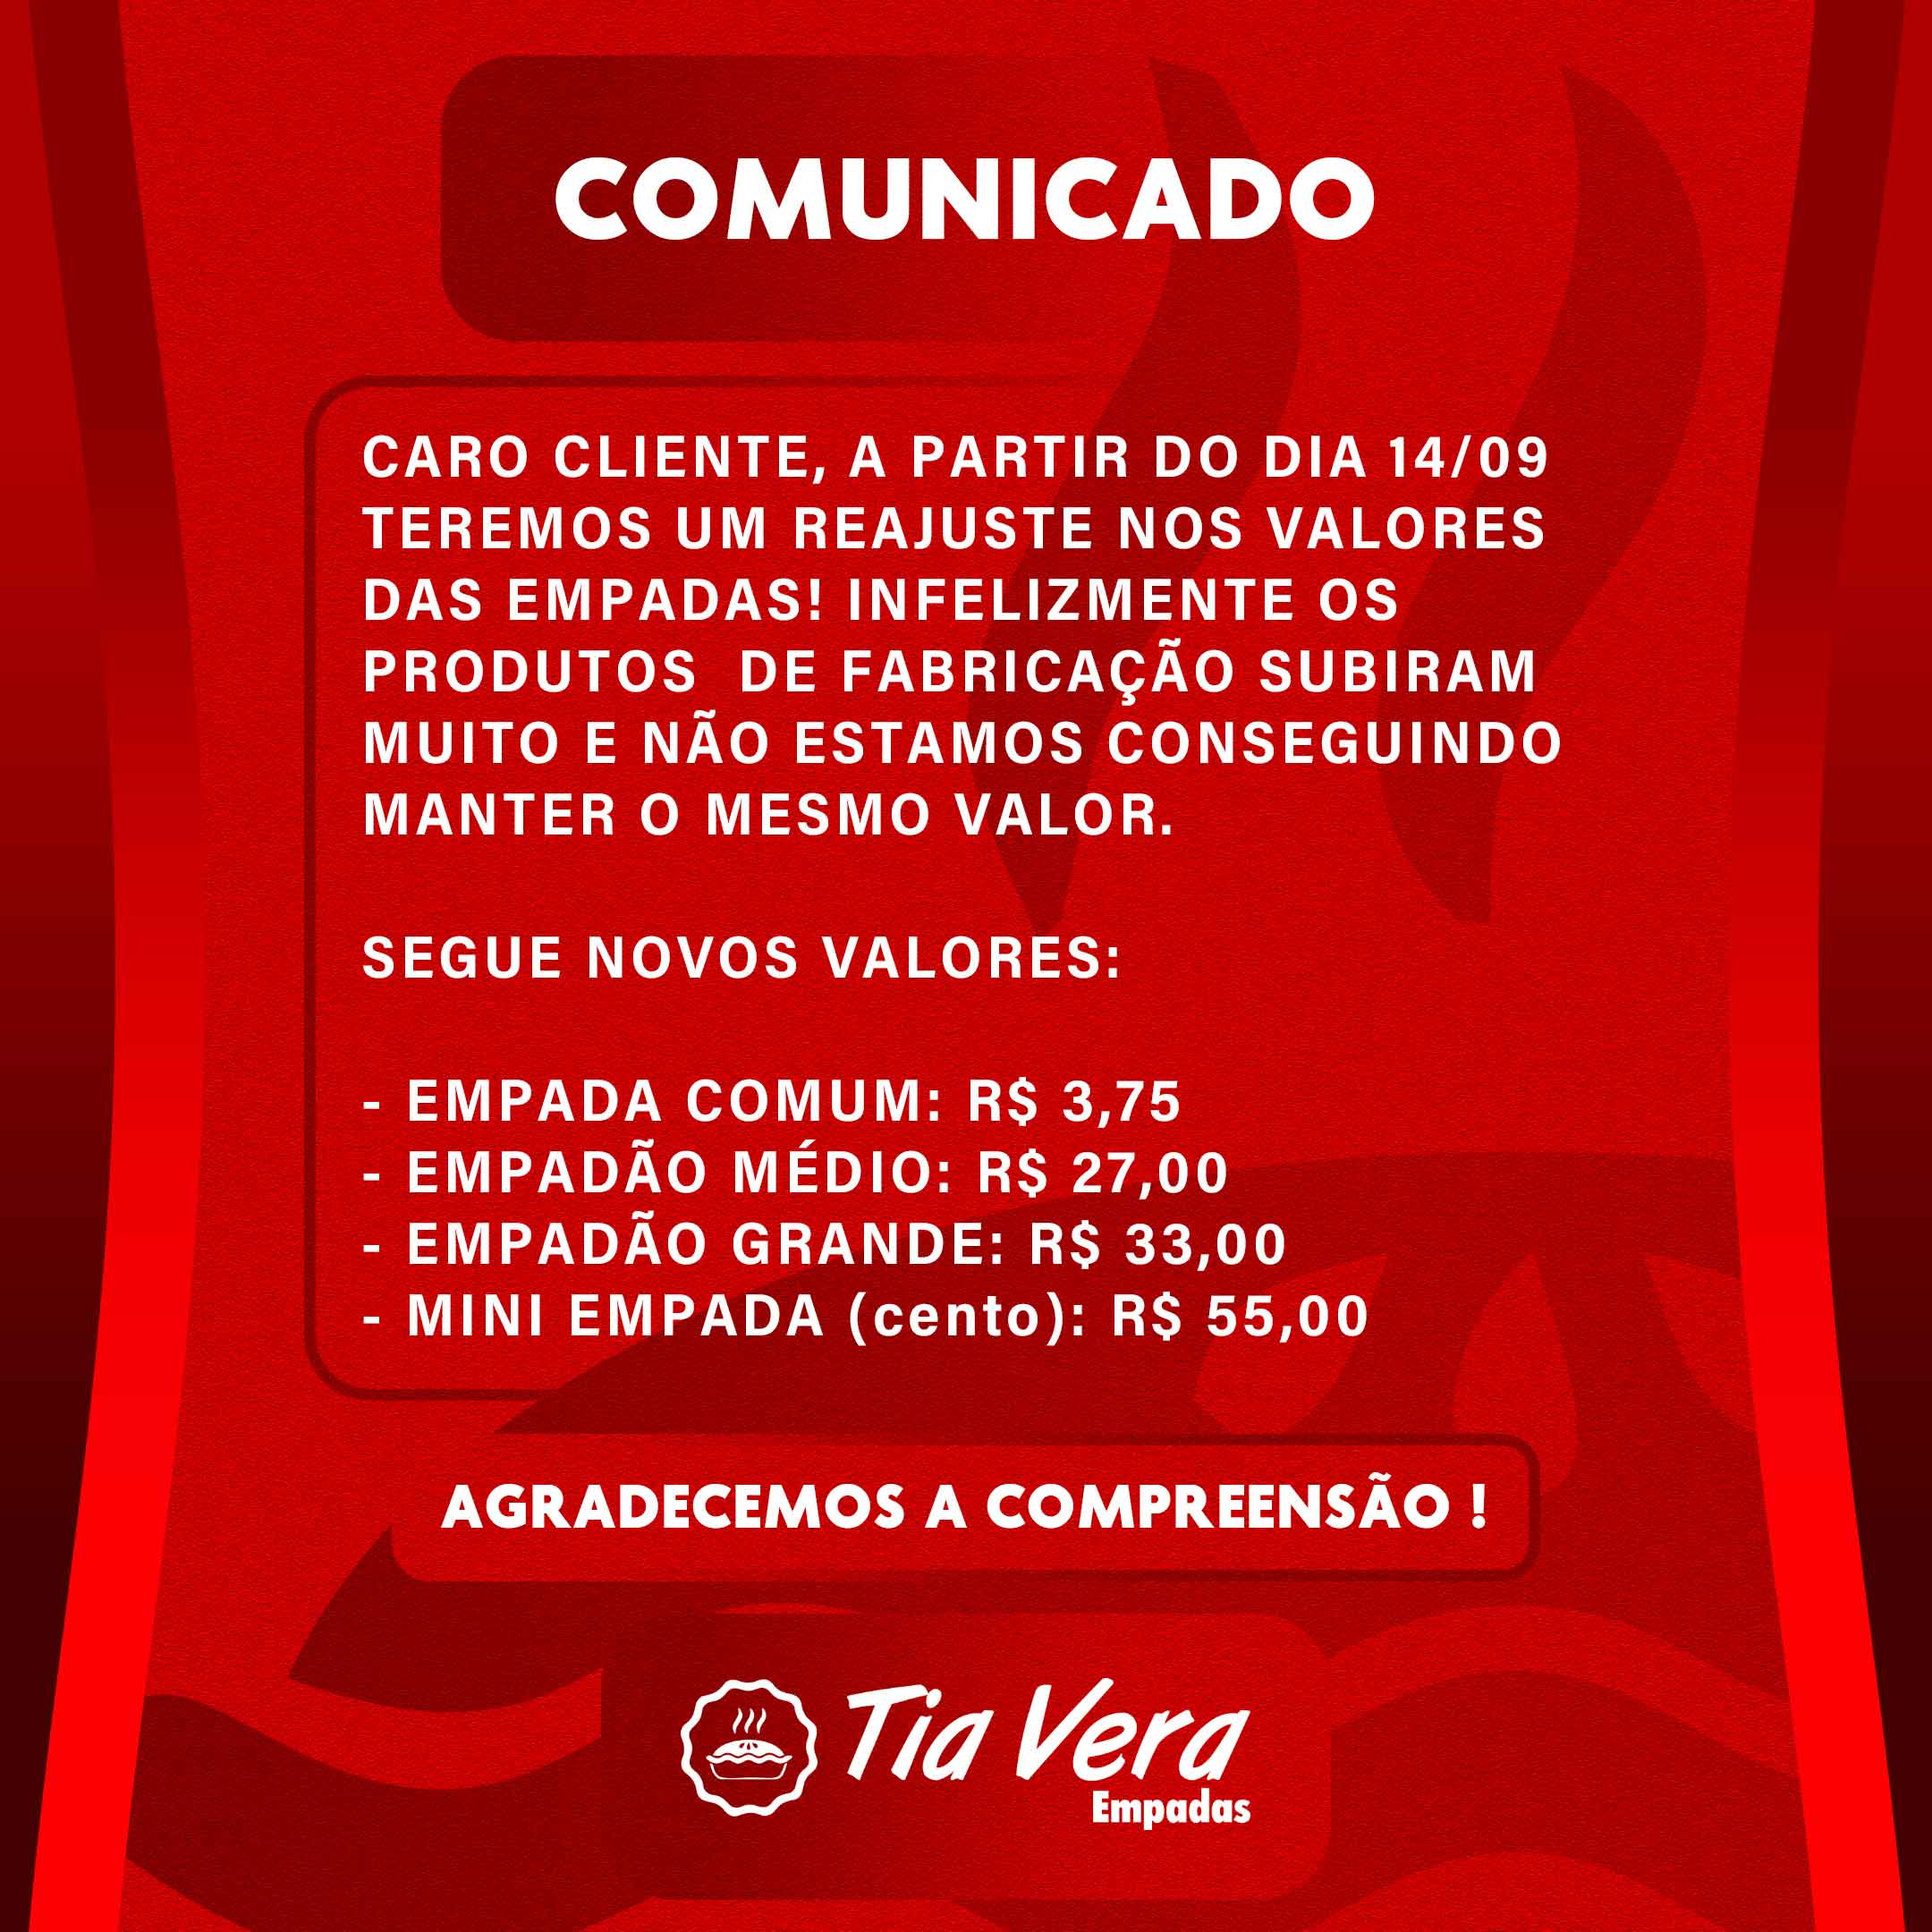 COMUNICADO
CARO CLIENTE, A PARTIR DO DIA 14/09
TEREMOS UM REAJUSTE NOS VALORES
DAS EMPADAS! INFELIZMENTE OS
PRODUTOS  DE FABRICAÇÃO SUBIRAM
MUITO E NÃO ESTAMOS CONSEGUINDO
MANTER O MESMO VALOR.
SEGUE NOVOS VALORES:
- EMPADA COMUM: R$ 3,75
- EMPADÃO MÉDIO: R$ 27,00
- EMPADÃO GRANDE: R$ 33,00
- MINI EMPADA (cento): R$ 55,00
AGRADECEMOS A COMPREENSÃO !
Tia Vera
Empadas